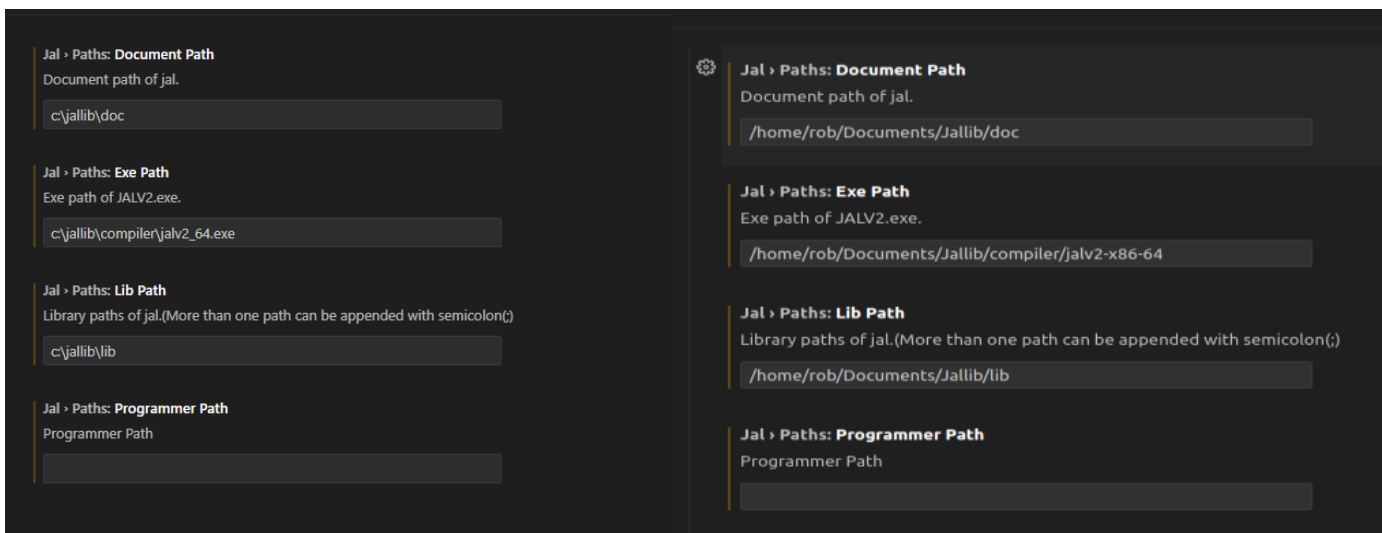 Jal › Paths: Document Path
Document path of jal.
c:\jallib\doc
Jal › Paths: Exe Path
Exe path of JALV2.exe.
c:\jallib\compiler\jalv2_64.exe
Jal › Paths: Lib Path
Library paths of jal.(More than one path can be appended with semicolon(;)
c:\jallib\lib
Jal › Paths: Programmer Path
Programmer Path
Jal › Paths: Document Path
Document path of jal.
/home/rob/Documents/Jallib/doc
Jal › Paths: Exe Path
Exe path of JALV2.exe.
/home/rob/Documents/Jallib/compiler/jalv2-x86-64
Jal › Paths: Lib Path
Library paths of jal.(More than one path can be appended with semicolon(;)
/home/rob/Documents/Jallib/lib
Jal › Paths: Programmer Path
Programmer Path